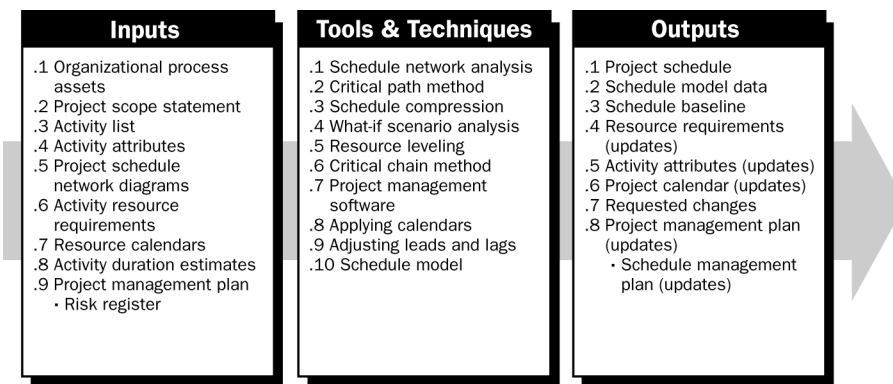 Inputs
.1 Organizational process
assets
.2 Project scope statement
.3 Activity list
.4 Activity attributes
.5 Project schedule
network diagrams
.6 Activity resource
requirements
.7 Resource calendars
.8 Activity duration estimates
.9 Project management plan
· Risk register
Tools & Techniques
.1 Schedule network analysis
.2 Critical path method
.3 Schedule compression
.4 What-if scenario analysis
.5 Resource leveling
.6 Critical chain method
.7 Project management
software
.8 Applying calendars
.9 Adjusting leads and lags
.10 Schedule model
Outputs
.1 Project schedule
.2 Schedule model data
.3 Schedule baseline
.4 Resource requirements
(updates)
.5 Activity attributes (updates)
.6 Project calendar (updates)
.7 Requested changes
.8 Project management plan
(updates)
· Schedule management
plan (updates)